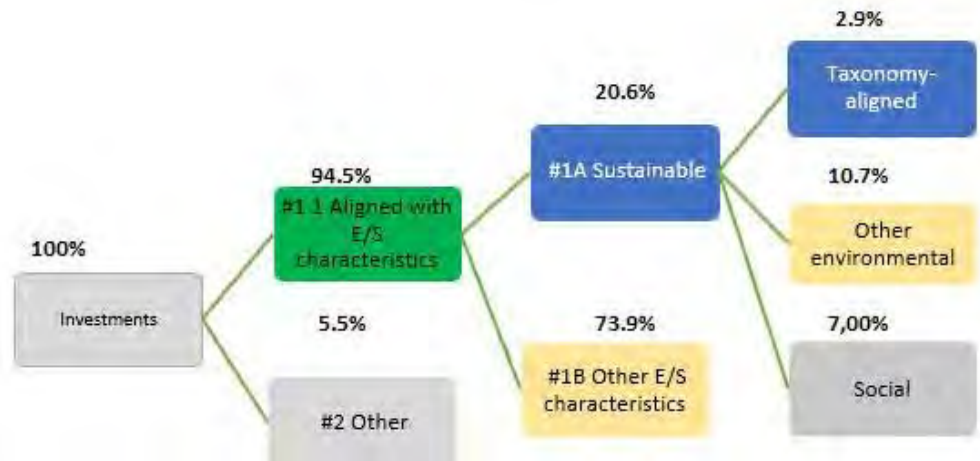 2.9%
Taxonomy-
aligned
20.6%
#1A Sustainable
94.5%
#1 1 Aligned with
E/S
characteristics
10.7%
Other
environmental
100%
Investments
5.5%
#2 Other
73.9%
#1B Other E/S
characteristics
7,00%
Social